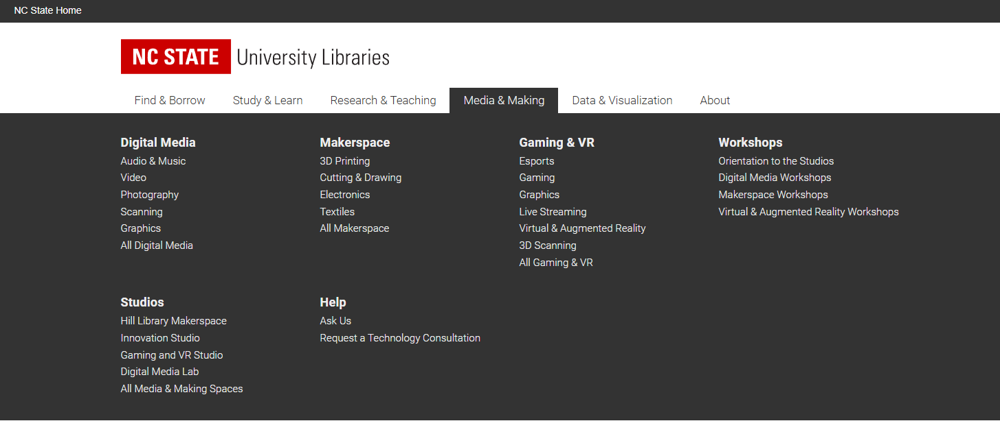 NC State Home
NC STATE University Libraries
Find & Borrow Study & Learn Research & Teaching Media & Making Data & Visualization About
Digital Media
Audio & Music
Video
Photography
Scanning
Graphics
All Digital Media
Makerspace
3D Printing
Cutting & Drawing
Electronics
Textiles
All Makerspace
Gaming & VR
Esports
Gaming
Graphics
Live Streaming
Virtual & Augmented Reality
3D Scanning
All Gaming & VR
Workshops
Orientation to the Studios
Digital Media Workshops
Makerspace Workshops
Virtual & Augmented Reality Workshops
Studios
Hill Library Makerspace
Innovation Studio
Gaming and VR Studio
Digital Media Lab
All Media & Making Spaces
Help
Ask Us
Request a Technology Consultation